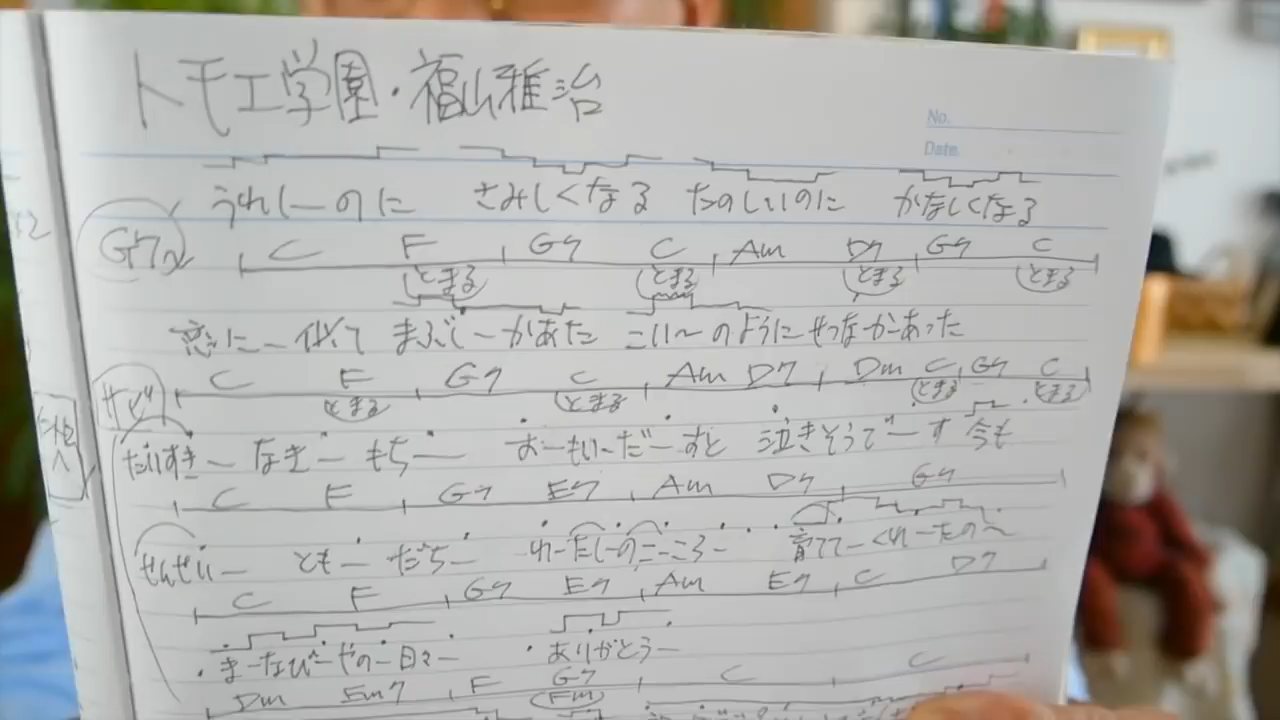 トモエ学園・福山雅治
No.
Date
うれしーのに さみしくなる たのしいのに かなしくなる
G7 C F G7 C Am D7 G7 C
とまる とまる とまる とまる
恋にー似て まぶしーかあた こい〜のようにせつなかあった
C F G7 C Am D7 Dm C G7 C
サビ とまる とまる とまる とまる
だいすきー なきーもちー おーもいーだーすと 泣きそうでーす 今も
C F G7 E7 Am D7 G7
せんせいー ともーだちー わーたしーのこーころー 育ててーくれーたの〜
C F G7 E7 Am E7 C D7
まーなびーやのー日々ー ありがとうー
Dm Em7 F G7 C C
(Fm)